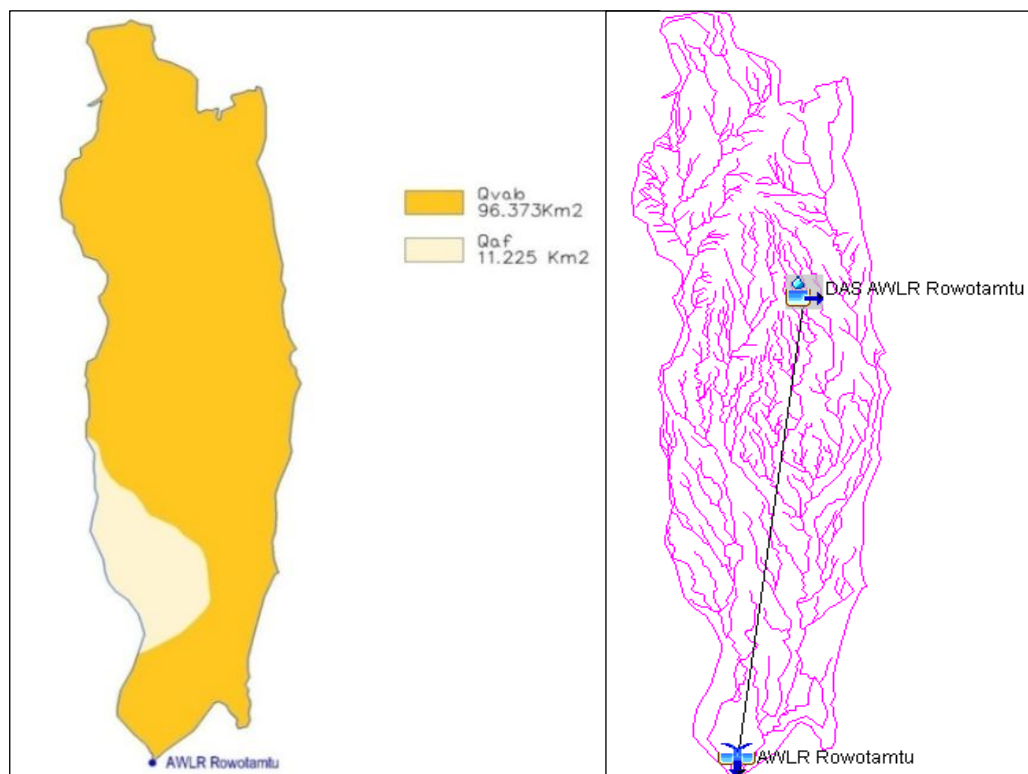 Qvab
96.373Km2
Qaf
11.225 Km2
AWLR Rowotamtu
DAS AWLR Rowotamtu
AWLR Rowotamtu